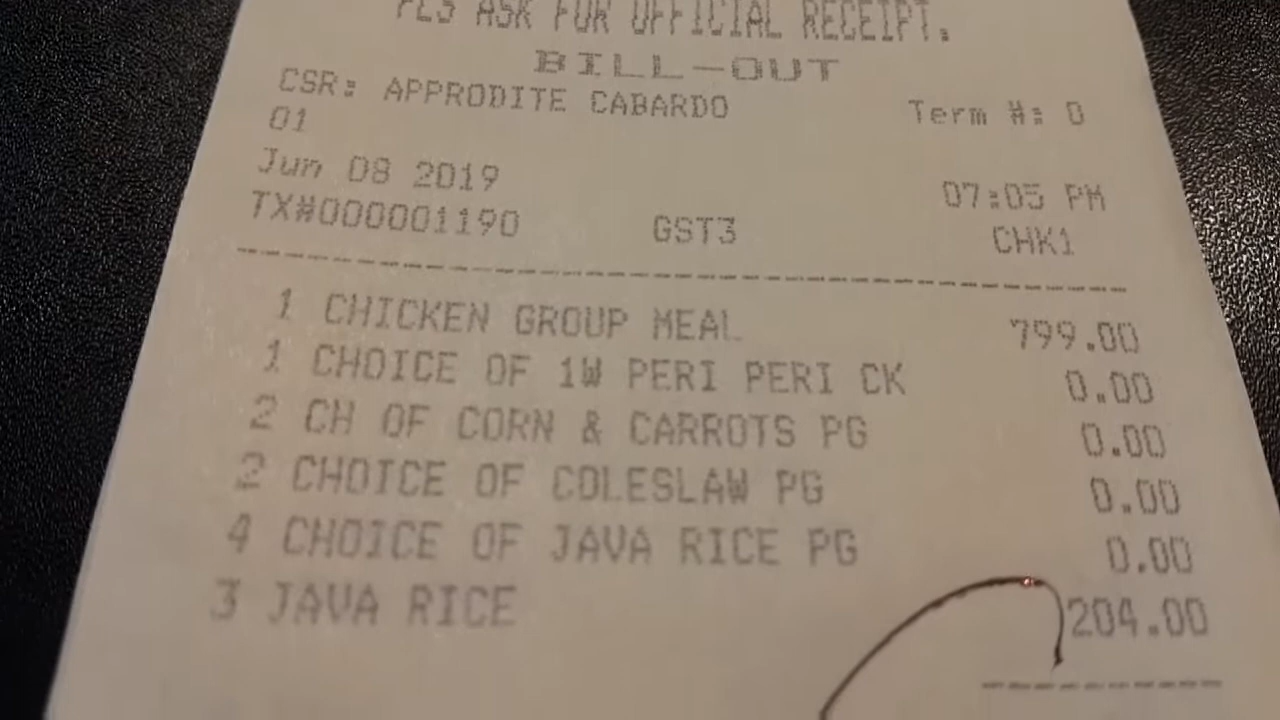 PLS ASK FOR OFFICIAL RECEIPT.
BILL-OUT
CSR: APPRODITE CABARDO Term #: 0
01
Jun 08 2019 07:05 PM
TX#000001190 GST3 CHK1
1 CHICKEN GROUP MEAL 799.00
1 CHOICE OF 1W PERI PERI CK 0.00
2 CH OF CORN & CARROTS PG 0.00
2 CHOICE OF COLESLAW PG 0.00
4 CHOICE OF JAVA RICE PG 0.00
3 JAVA RICE 204.00